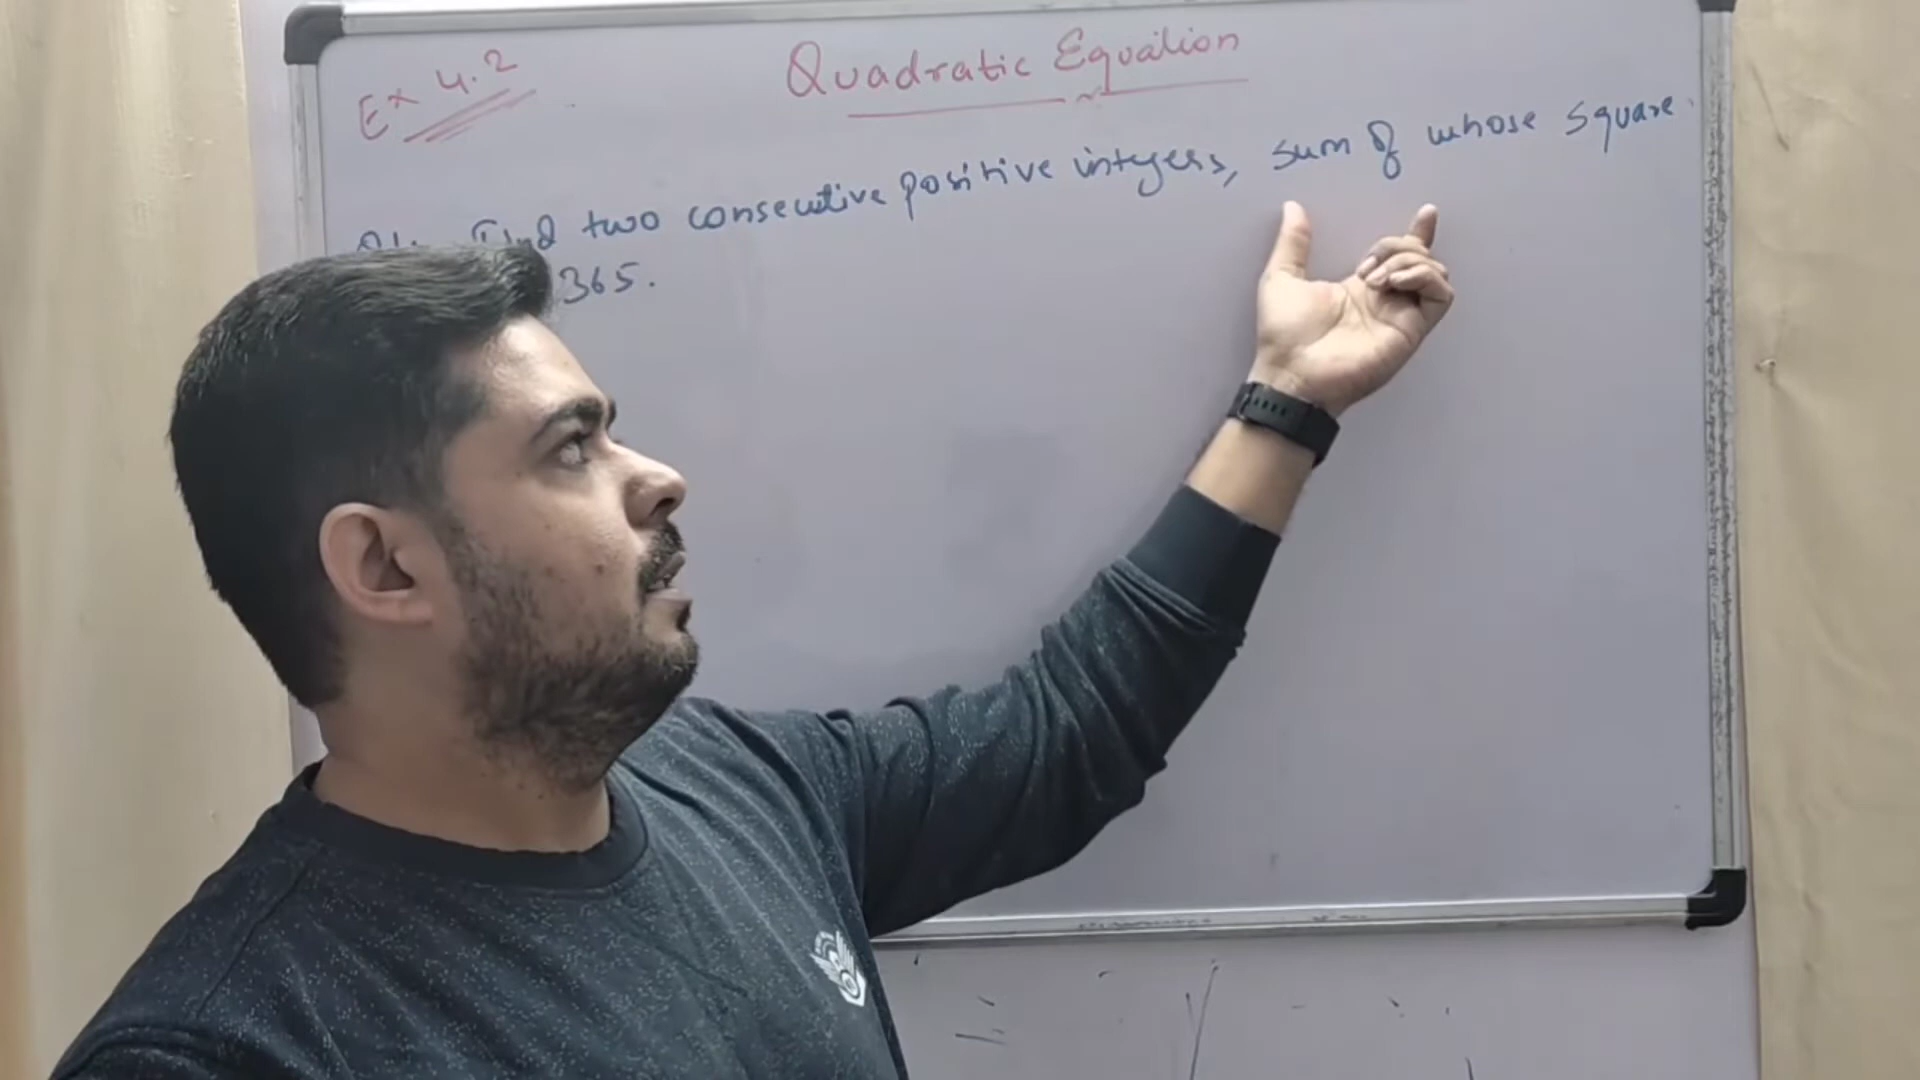 Ex 4.2
Quadratic Equation
Find two consecutive positive integers, sum of whose square
365.